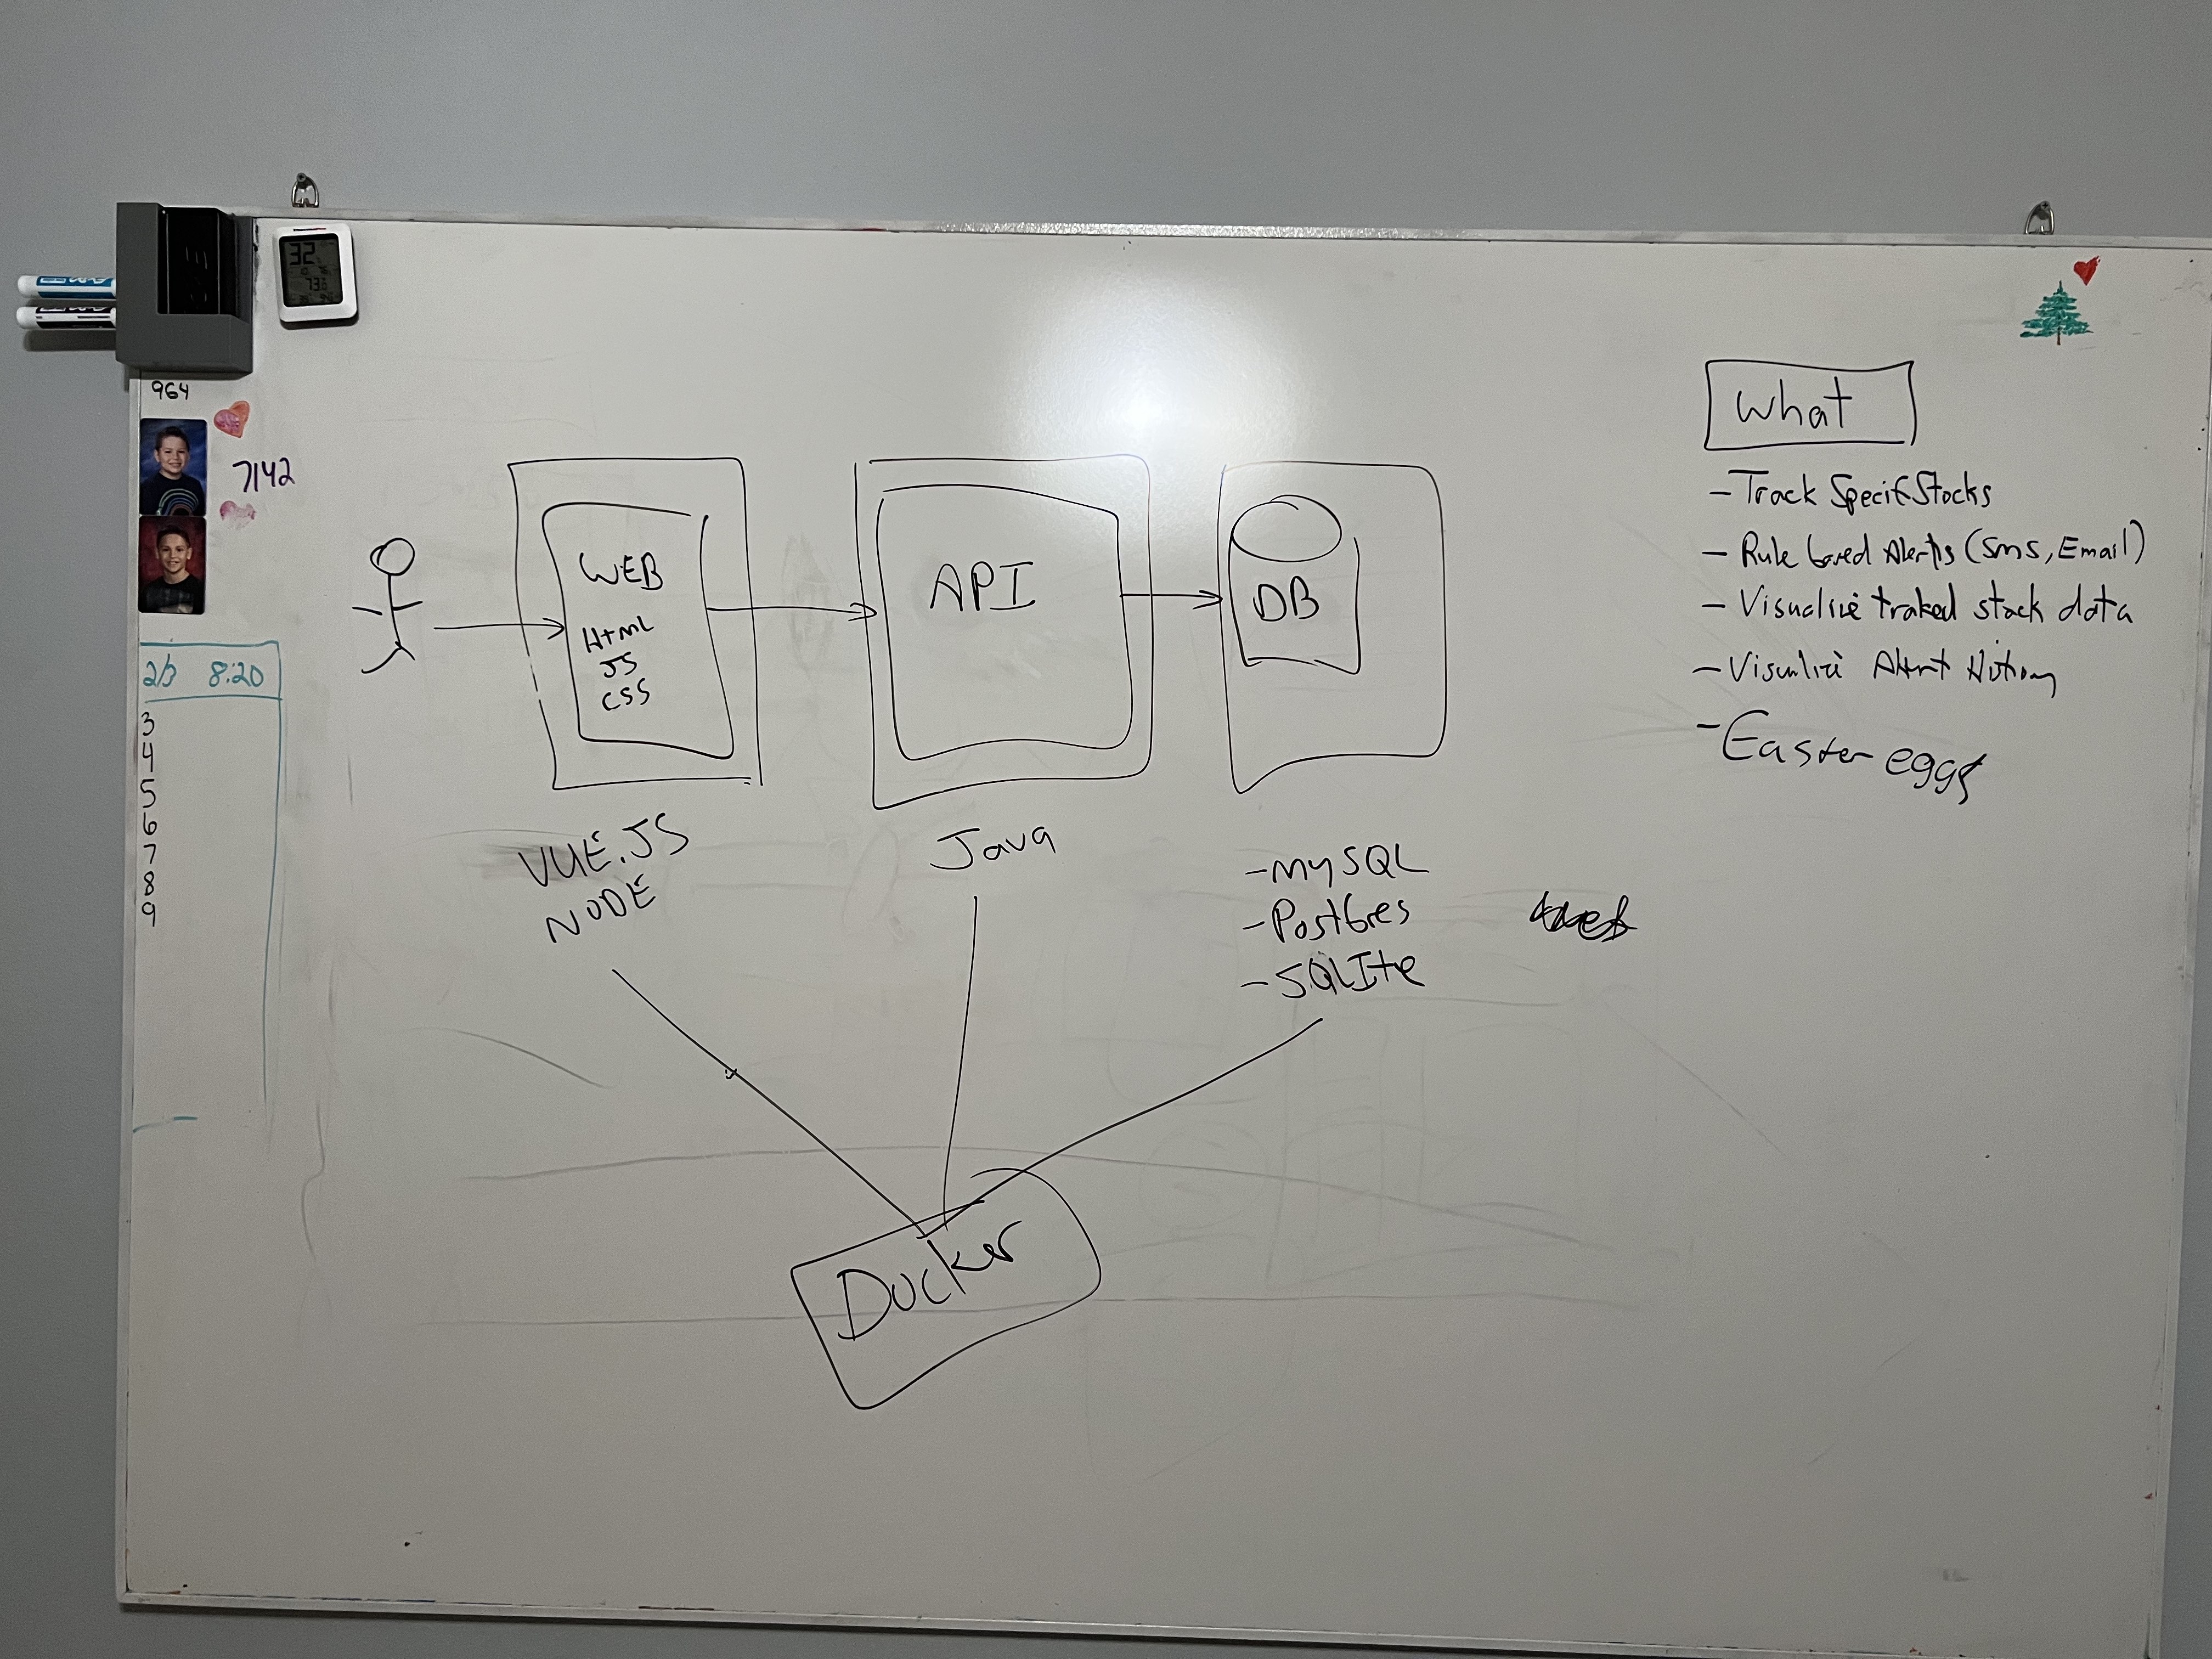 32
73
964
7142
2/3 8:20
3
4
5
6
7
8
9
WEB
HtmL
JS
CSS
API
DB
VUE.JS
NODE
Java
-MySQL
-PostGres
-SQLIte
Docker
What
- Track Specif Stocks
- Rule based Alerts (Sms, Email)
- Visualize traked stock data
- Visualize Alert History
- Easter eggs